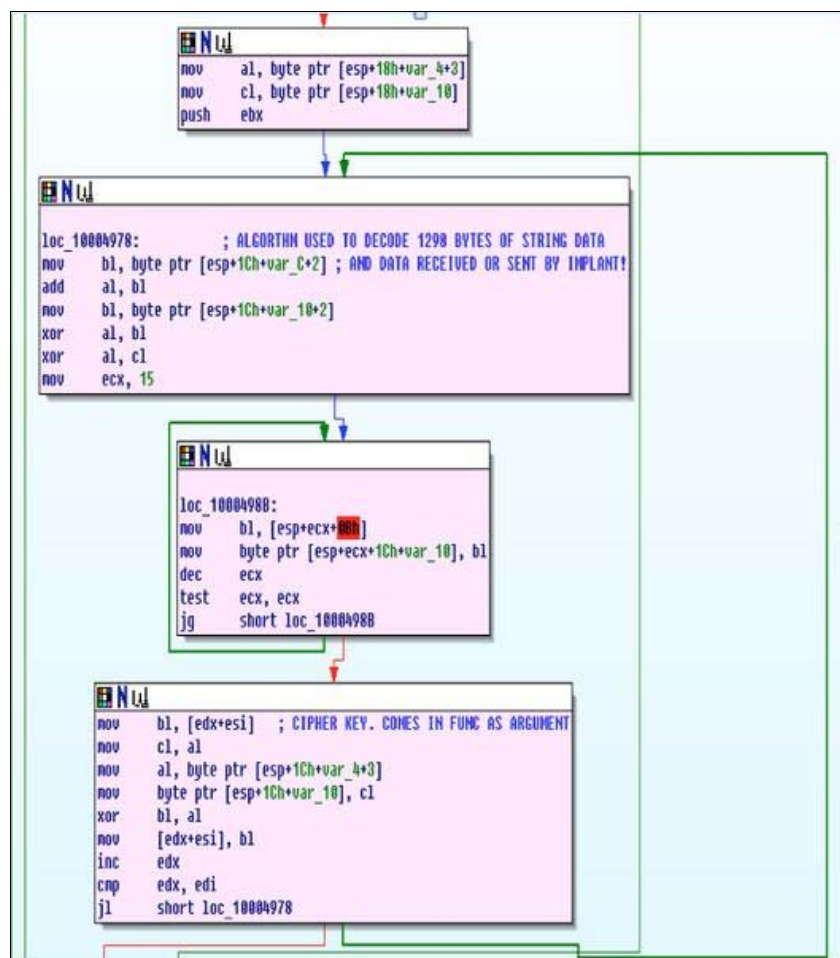 mov al, byte ptr [esp+18h+var_4+3]
mov cl, byte ptr [esp+18h+var_10]
push ebx
loc_10004978: ; ALGORTHM USED TO DECODE 1298 BYTES OF STRING DATA
mov bl, byte ptr [esp+1Ch+var_C+2] ; AND DATA RECEIVED OR SENT BY IMPLANT!
add al, bl
mov bl, byte ptr [esp+1Ch+var_10+2]
xor al, bl
xor al, cl
mov ecx, 15
loc_1000498B:
mov bl, [esp+ecx+0Bh]
mov byte ptr [esp+ecx+1Ch+var_10], bl
dec ecx
test ecx, ecx
jg short loc_1000498B
mov bl, [edx+esi] ; CIPHER KEY. COMES IN FUNC AS ARGUMENT
mov cl, al
mov al, byte ptr [esp+1Ch+var_4+3]
mov byte ptr [esp+1Ch+var_10], cl
xor bl, al
mov [edx+esi], bl
inc edx
cmp edx, edi
jl short loc_10004978